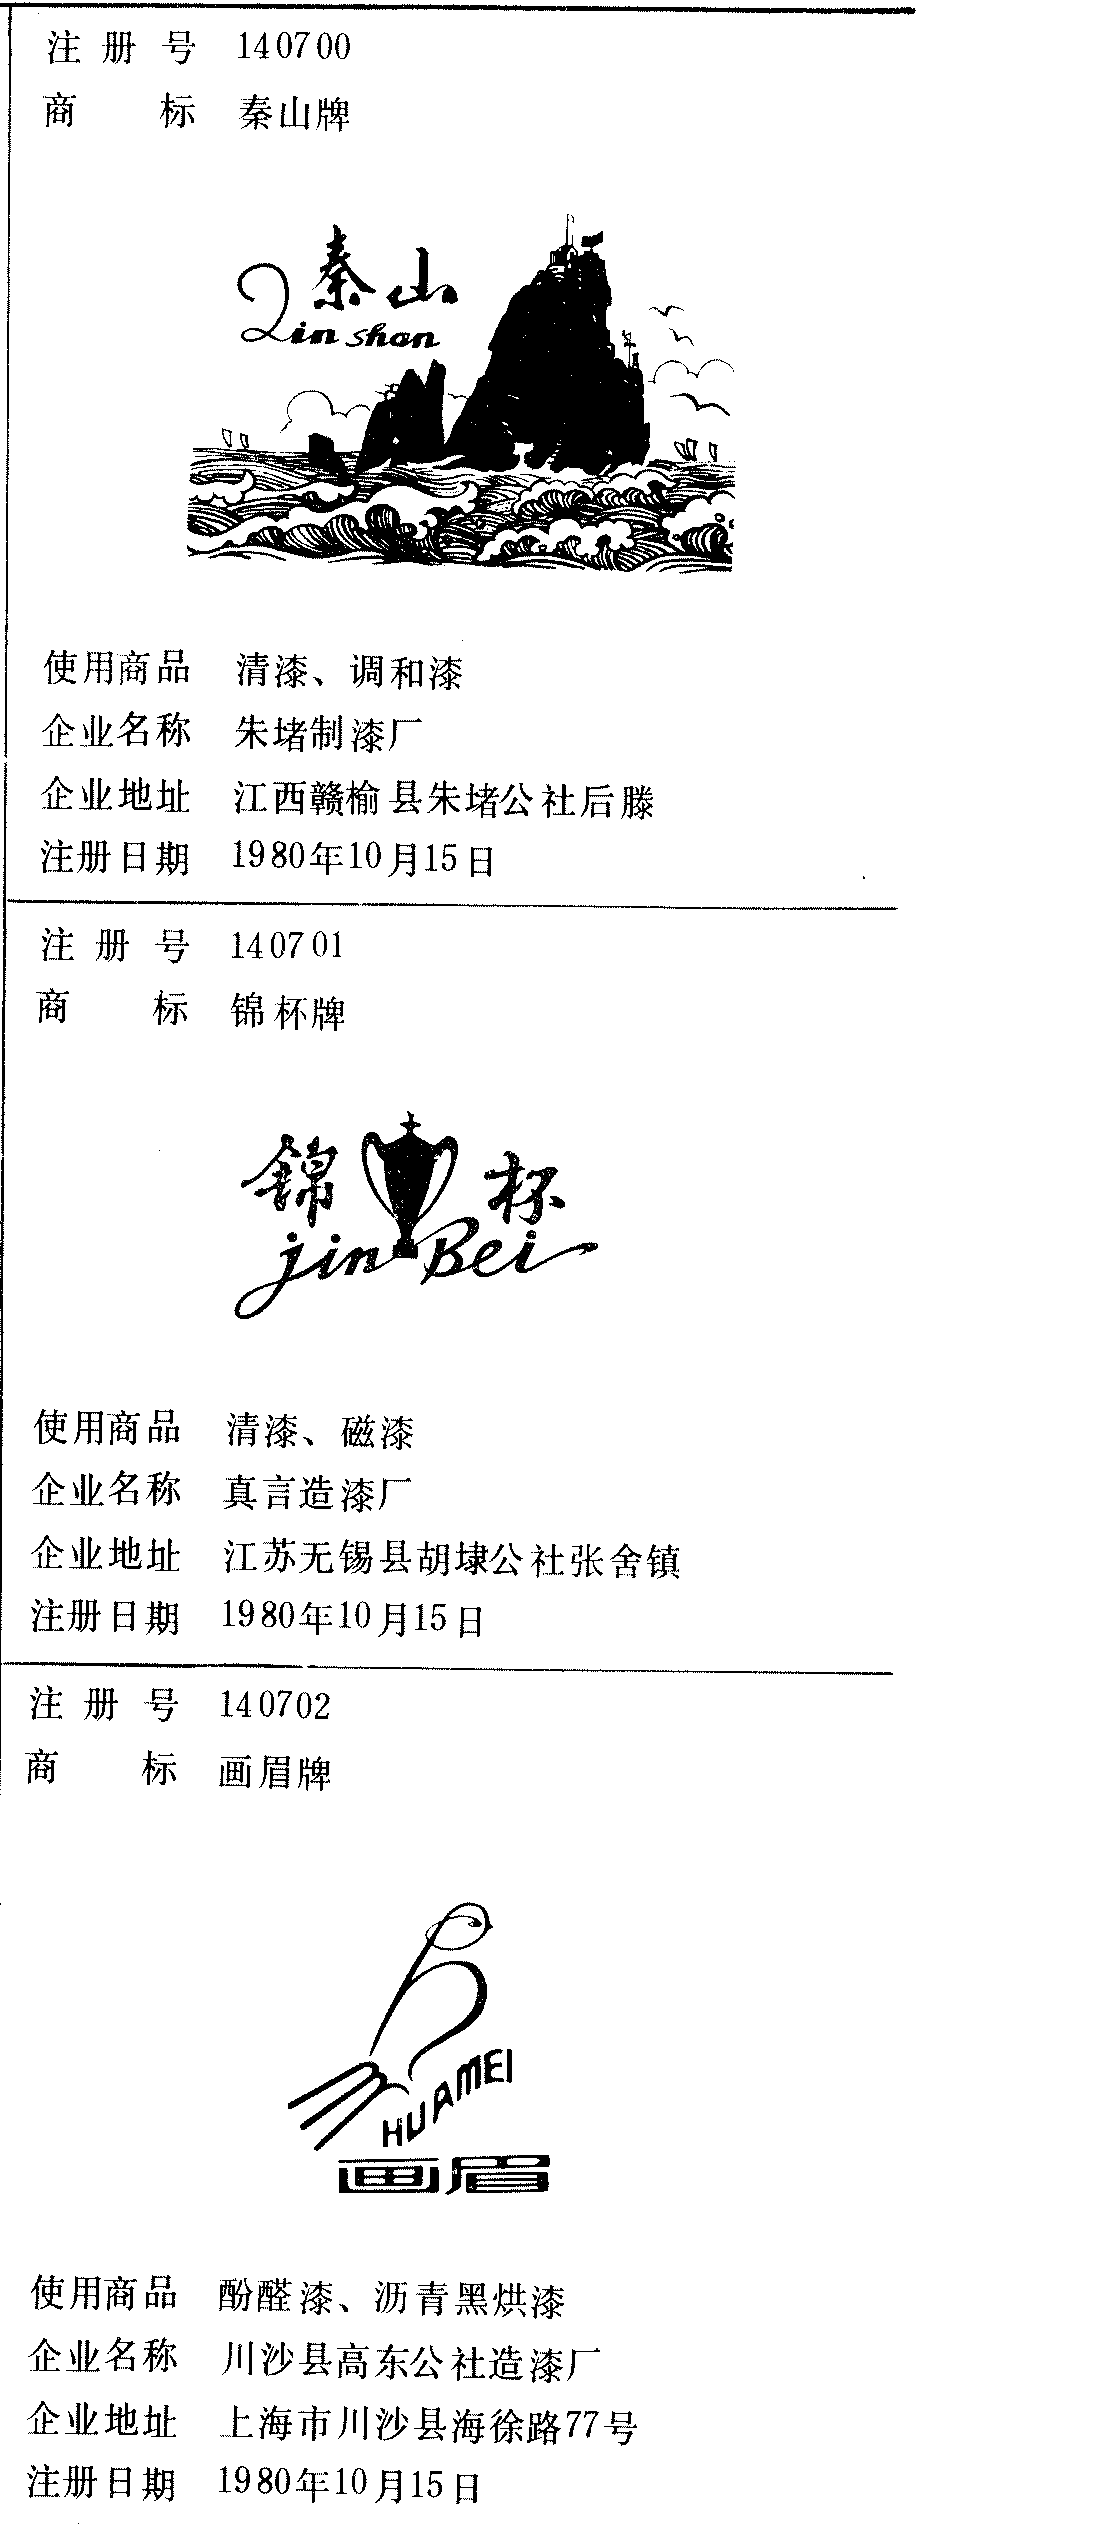 注册号 140700
商标 秦山牌
秦山
Qin shan
使用商品 清漆、调和漆
企业名称 朱堵制漆厂
企业地址 江西赣榆县朱堵公社后滕
注册日期 1980年10月15日
注册号 140701
商标 锦杯牌
錦杯
jin Bei
使用商品 清漆、磁漆
企业名称 真言造漆厂
企业地址 江苏无锡县胡埭公社张舍镇
注册日期 1980年10月15日
注册号 140702
商标 画眉牌
HUAMEI
画眉
使用商品 酚醛漆、沥青黑烘漆
企业名称 川沙县高东公社造漆厂
企业地址 上海市川沙县海徐路77号
注册日期 1980年10月15日